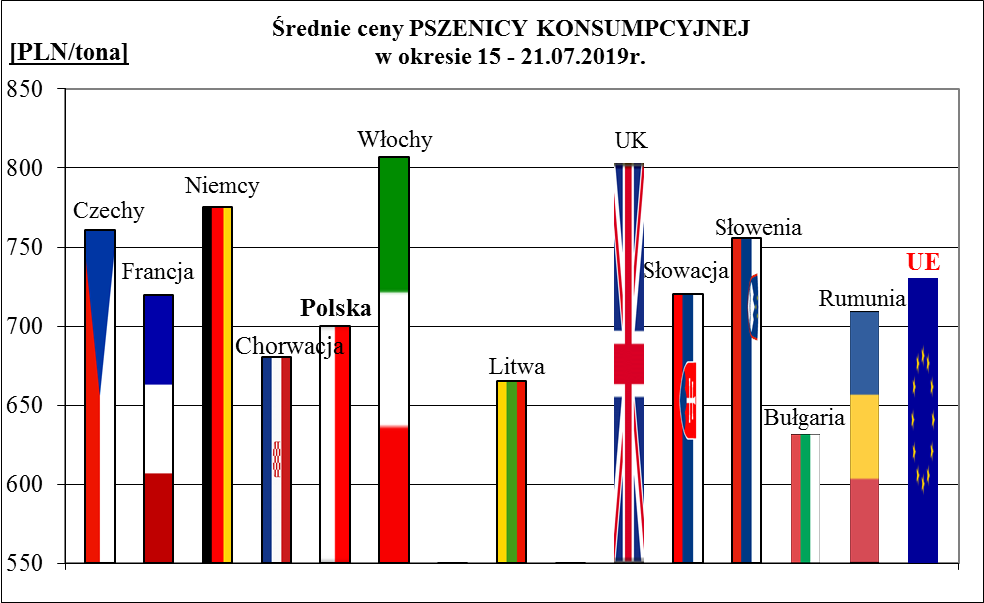 Średnie ceny PSZENICY KONSUMPCYJNEJ
w okresie 15 - 21.07.2019r.
[PLN/tona]
850
800
750
700
650
600
550
Czechy
Francja
Niemcy
Chorwacja
Polska
Włochy
Litwa
UK
Słowacja
Słowenia
Bułgaria
Rumunia
UE